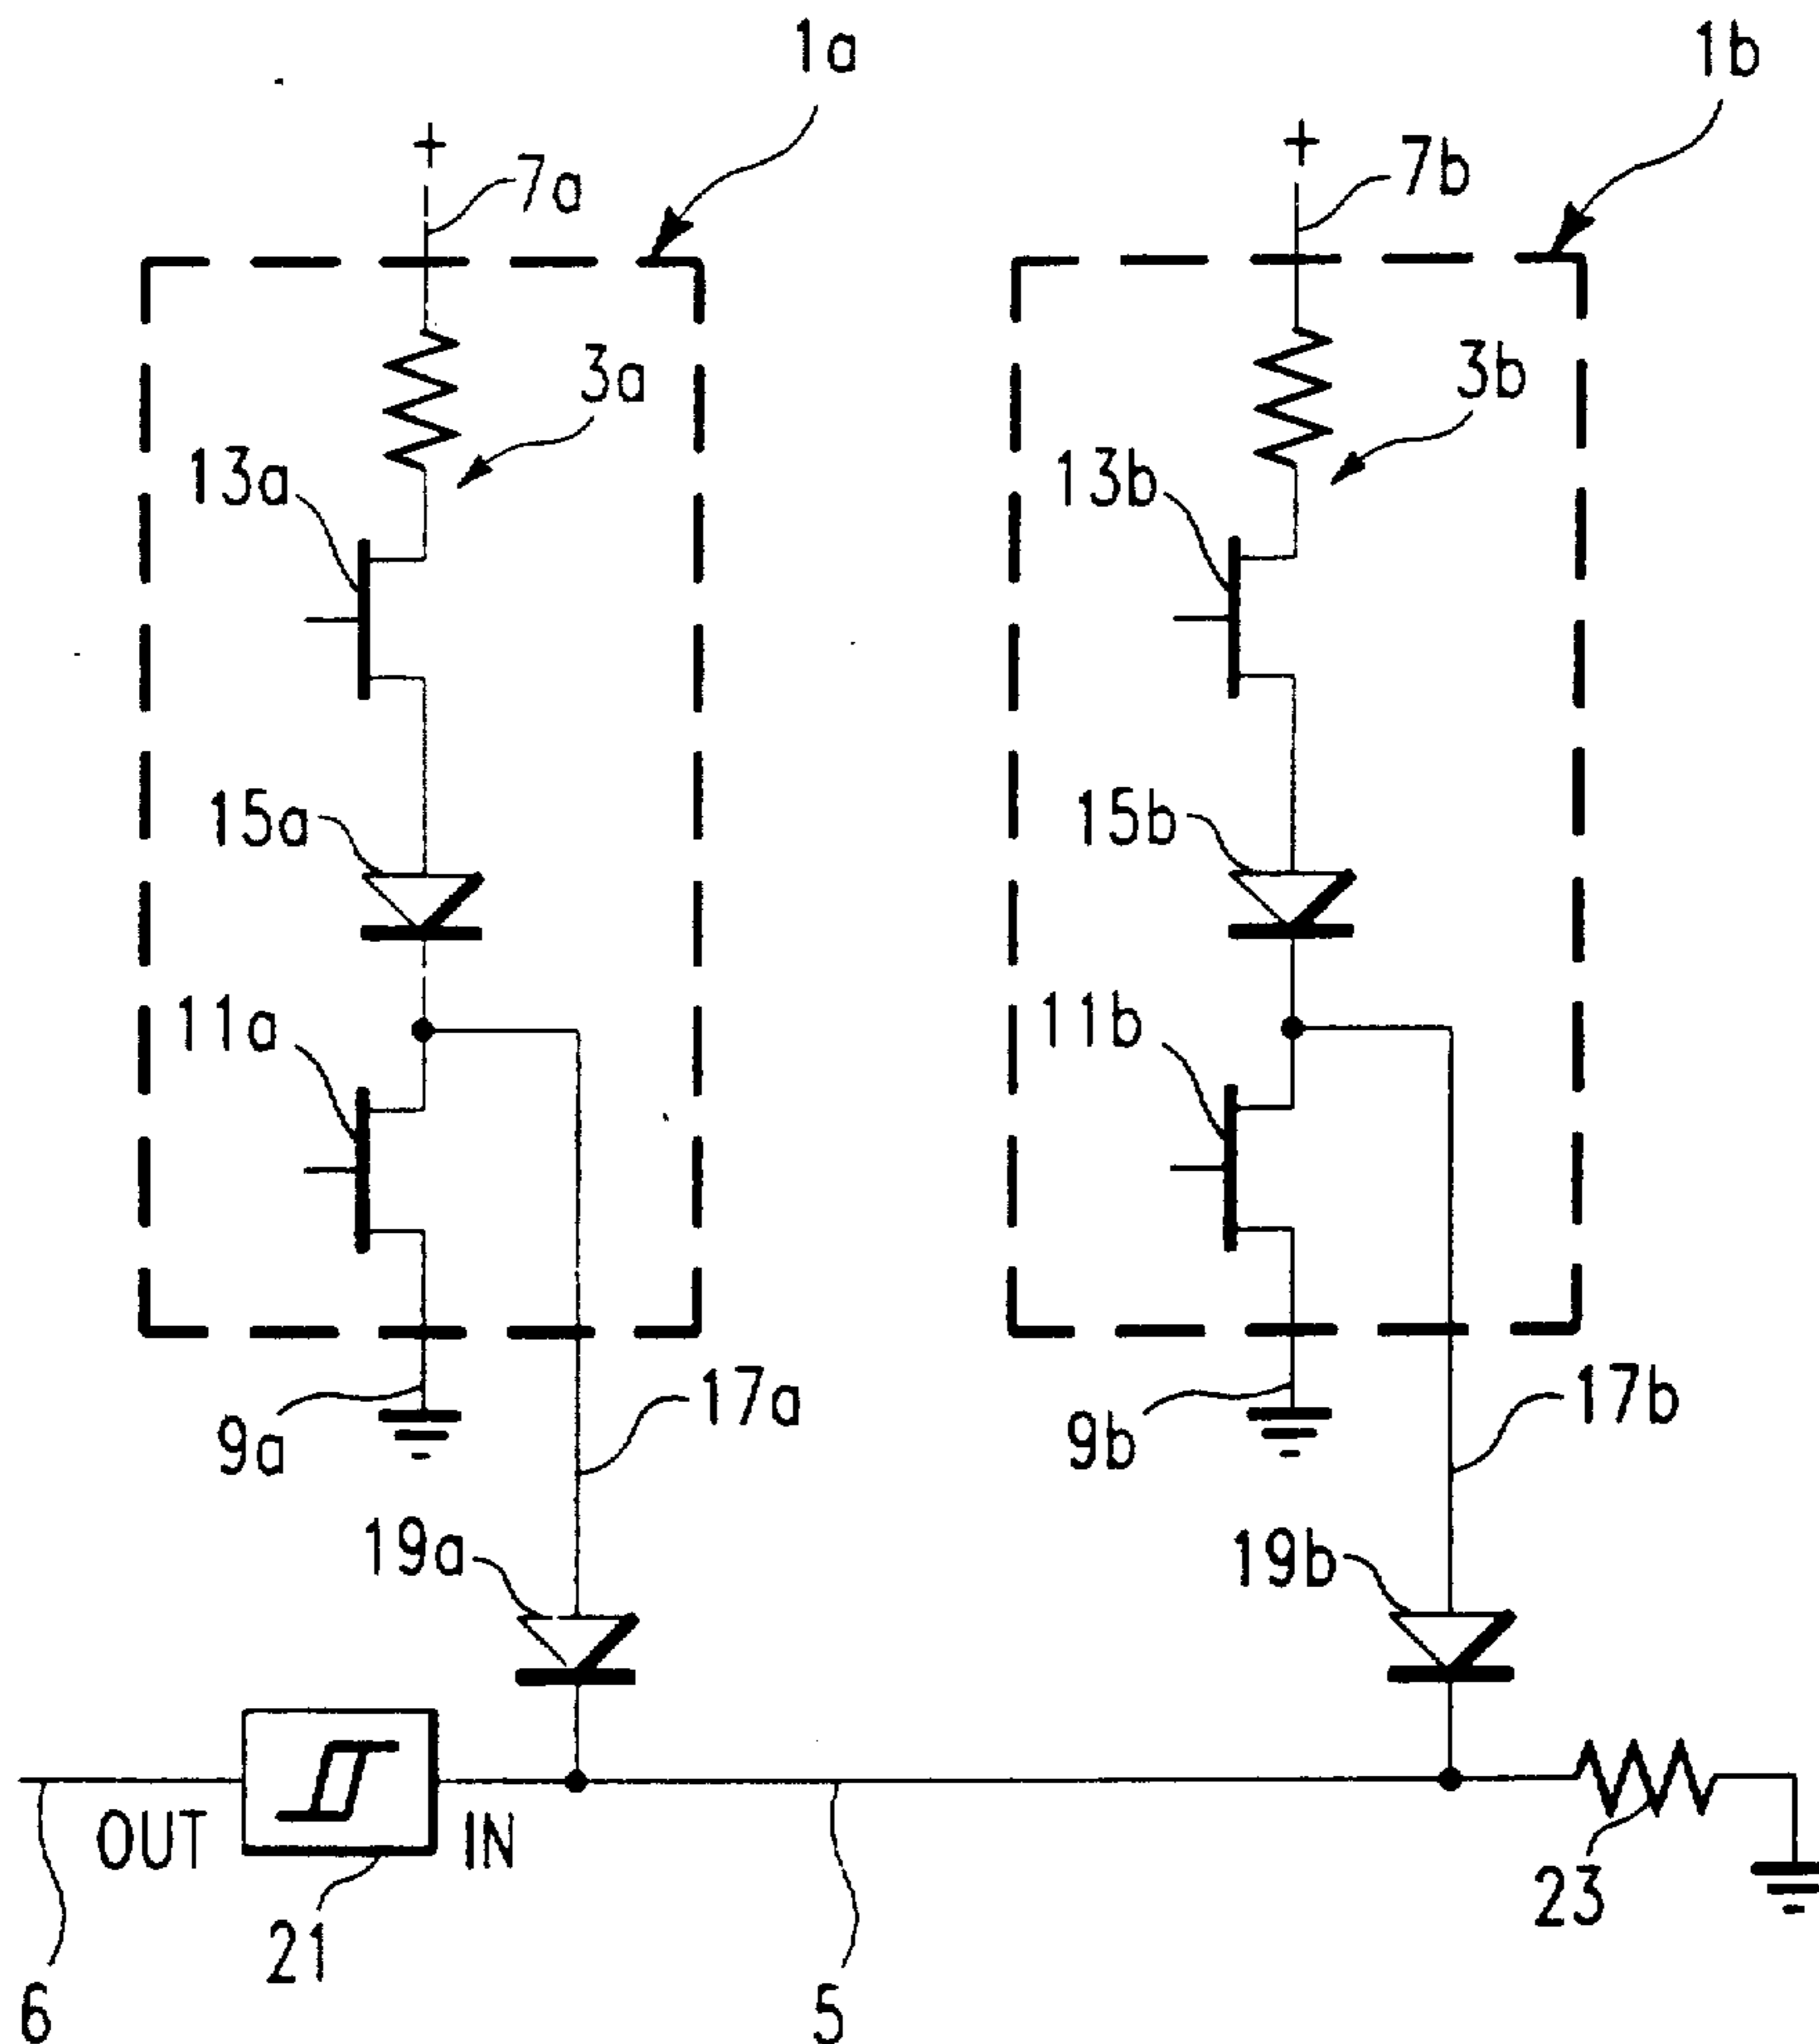 1a 1b
+ +
7a 7b
3a 3b
13a 13b
15a 15b
11a 11b
17a 17b
9a 9b
19a 19b
OUT IN
23
21
6 5